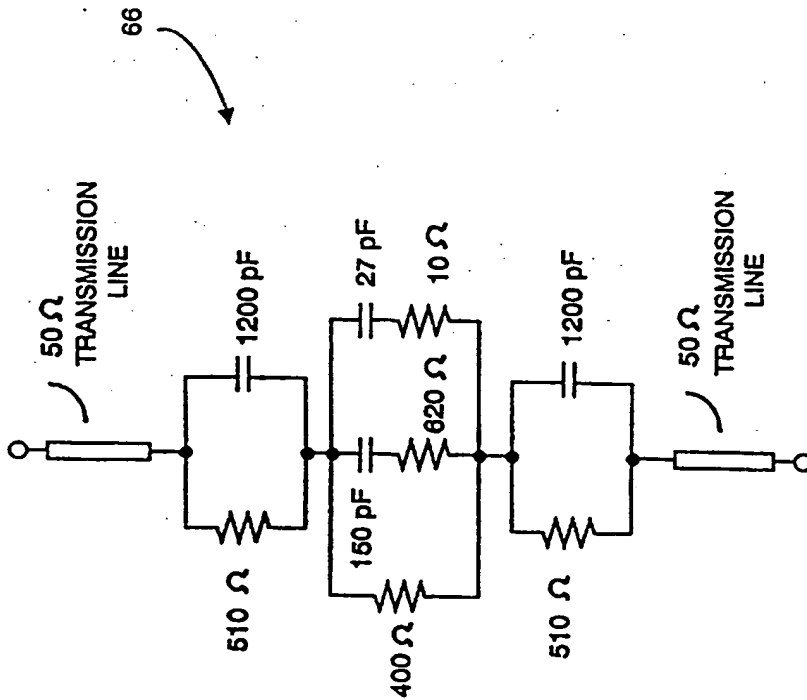 66
50 Ω
TRANSMISSION
LINE
1200 pF
510 Ω
27 pF
10 Ω
150 pF
620 Ω
400 Ω
1200 pF
510 Ω
50 Ω
TRANSMISSION
LINE